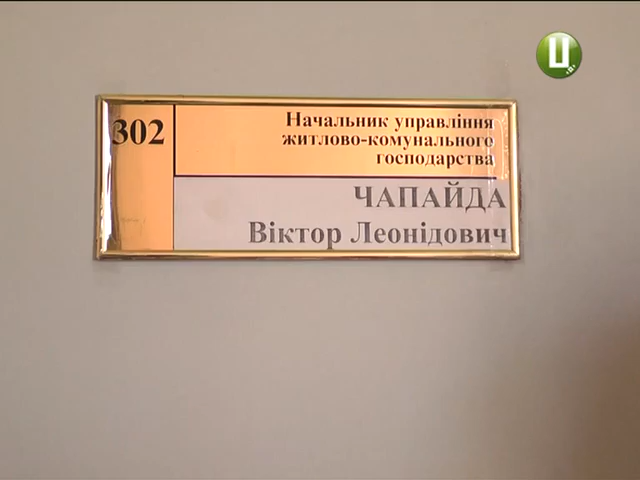 Ц
302
Начальник управління
житлово-комунального
господарства
ЧАПАЙДА
Віктор Леонідович